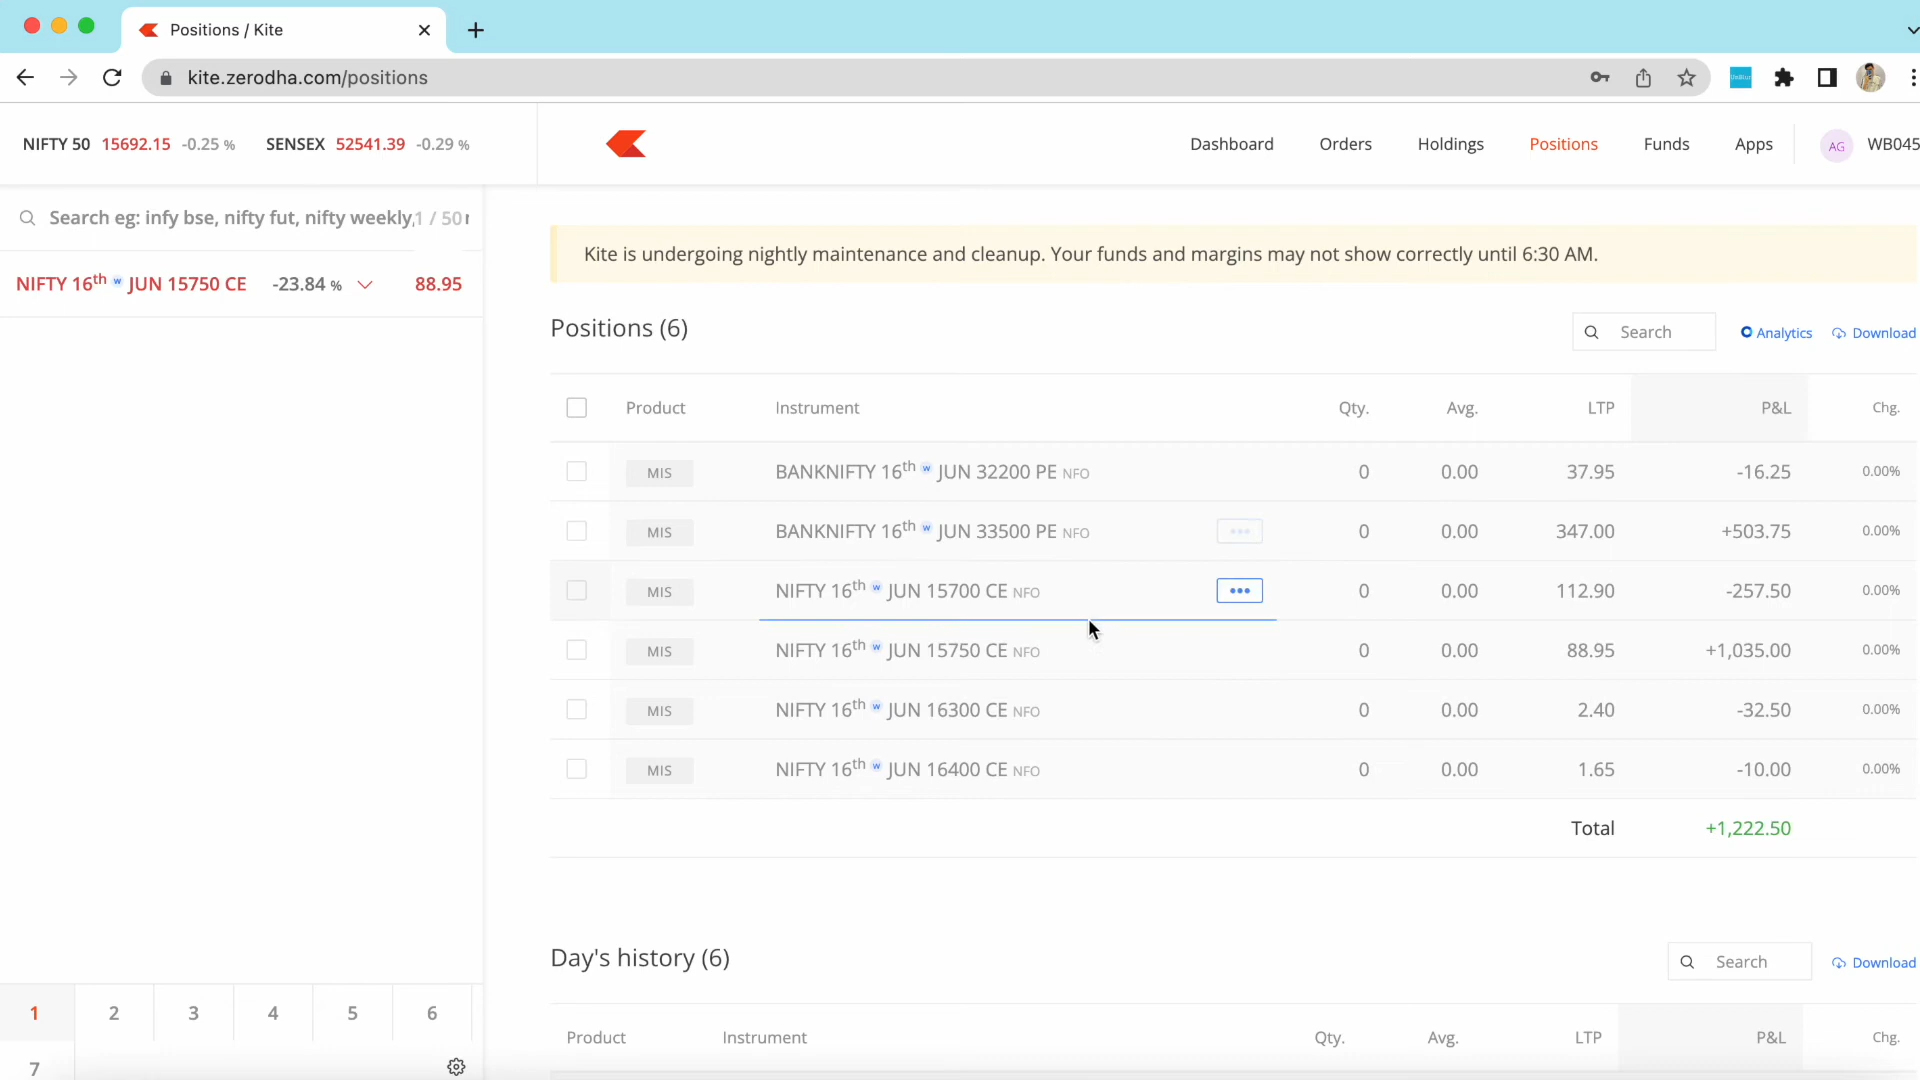 Positions / Kite
kite.zerodha.com/positions
NIFTY 50 15692.15 -0.25 % SENSEX 52541.39 -0.29 %
Dashboard Orders Holdings Positions Funds Apps AG WB045
Search eg: infy bse, nifty fut, nifty weekly, 1 / 50
Kite is undergoing nightly maintenance and cleanup. Your funds and margins may not show correctly until 6:30 AM.
NIFTY 16th w JUN 15750 CE -23.84 % 88.95
Positions (6) Search Analytics Download
Product Instrument Qty. Avg. LTP P&L Chg.
MIS BANKNIFTY 16th w JUN 32200 PE NFO 0 0.00 37.95 -16.25 0.00%
MIS BANKNIFTY 16th w JUN 33500 PE NFO 0 0.00 347.00 +503.75 0.00%
MIS NIFTY 16th w JUN 15700 CE NFO 0 0.00 112.90 -257.50 0.00%
MIS NIFTY 16th w JUN 15750 CE NFO 0 0.00 88.95 +1,035.00 0.00%
MIS NIFTY 16th w JUN 16300 CE NFO 0 0.00 2.40 -32.50 0.00%
MIS NIFTY 16th w JUN 16400 CE NFO 0 0.00 1.65 -10.00 0.00%
Total +1,222.50
Day's history (6) Search Download
Product Instrument Qty. Avg. LTP P&L Chg.
1 2 3 4 5 6
7